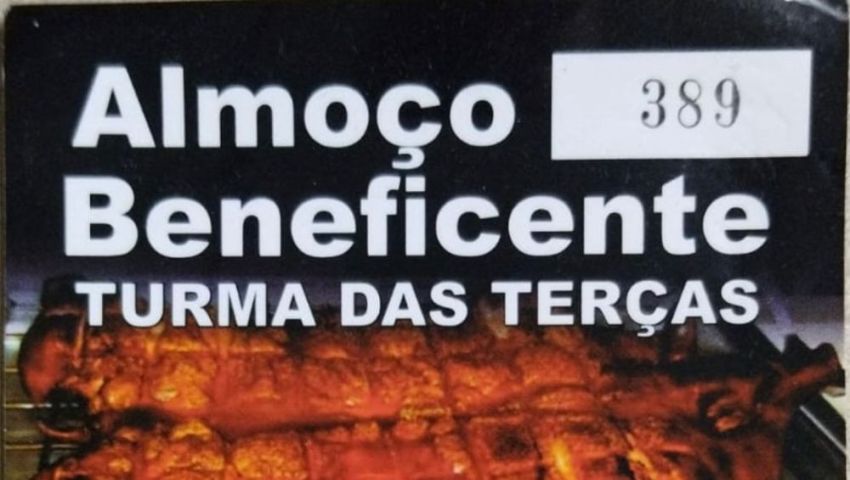 Almoço 389
Beneficente
TURMA DAS TERÇAS